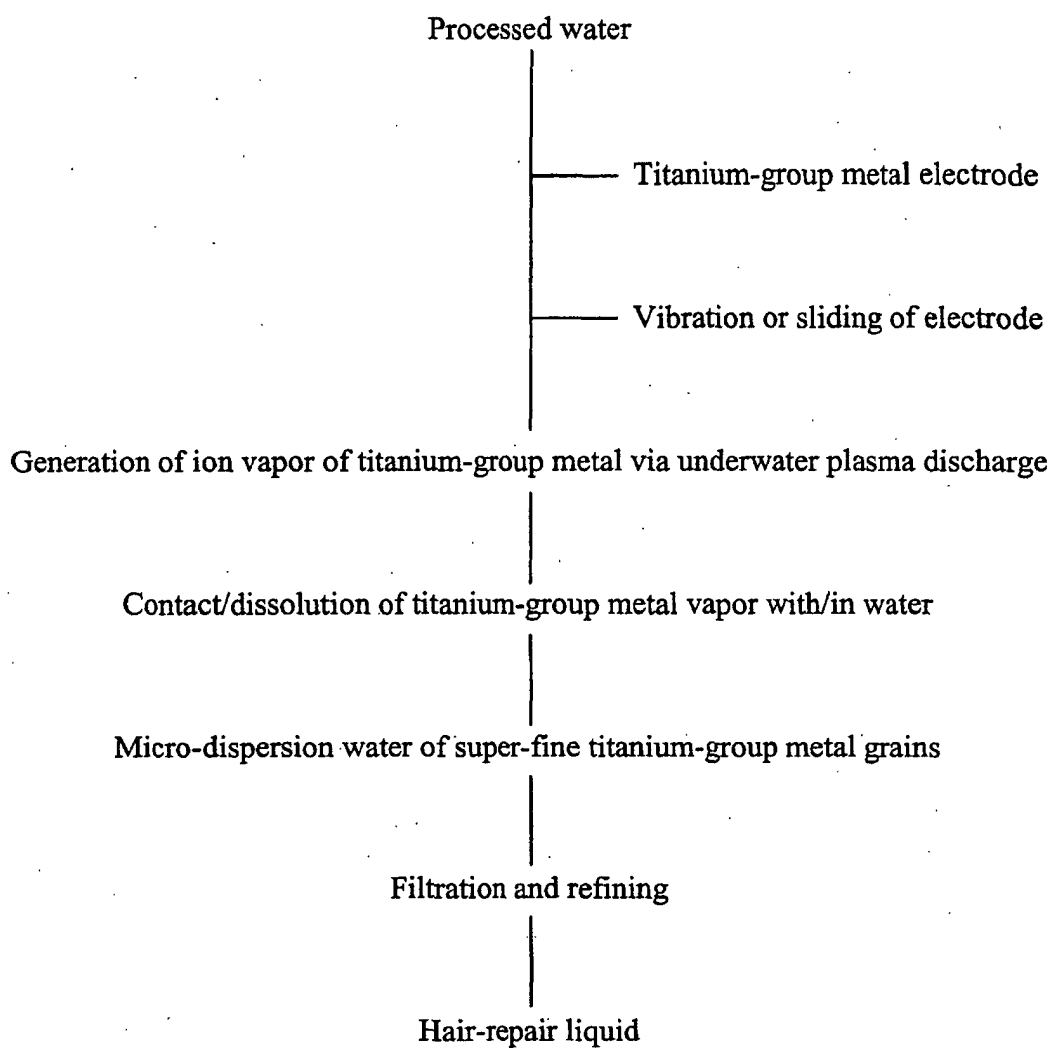 Processed water
Titanium-group metal electrode
Vibration or sliding of electrode
Generation of ion vapor of titanium-group metal via underwater plasma discharge
Contact/dissolution of titanium-group metal vapor with/in water
Micro-dispersion water of super-fine titanium-group metal grains
Filtration and refining
Hair-repair liquid